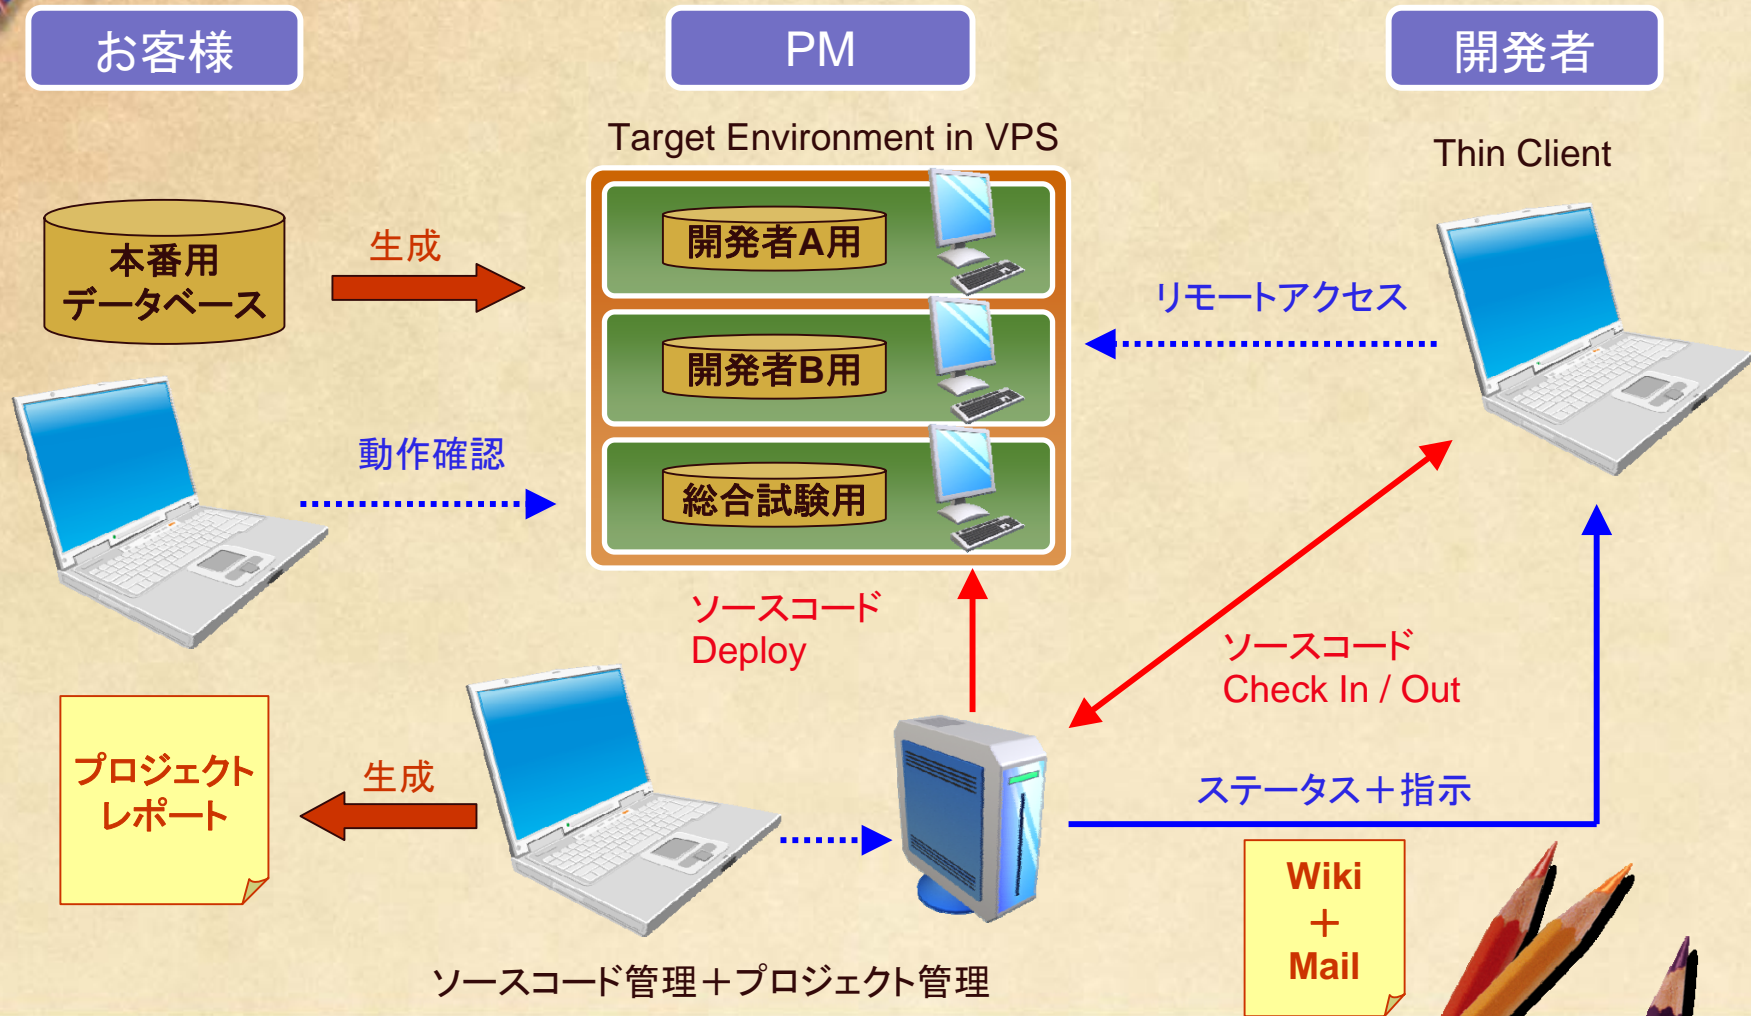 お客様
PM
開発者
Target Environment in VPS
Thin Client
本番用
データベース
生成
開発者A用
開発者B用
総合試験用
リモートアクセス
動作確認
ソースコード
Deploy
ソースコード
Check In / Out
プロジェクト
レポート
生成
ステータス＋指示
Wiki
＋
Mail
ソースコード管理＋プロジェクト管理